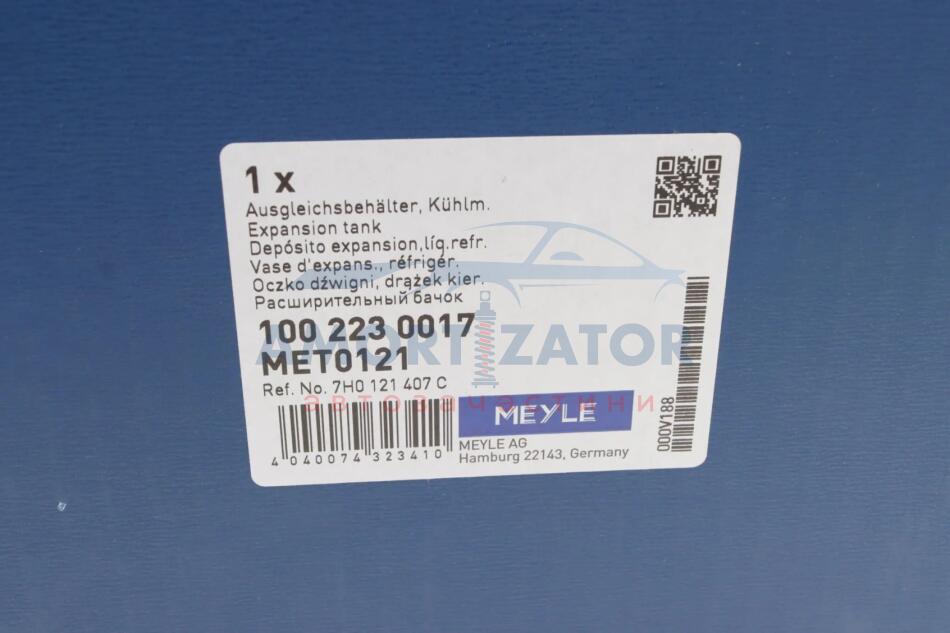 1 x
Ausgleichsbehälter, Kühlm.
Expansion tank
Depósito expansion,líq.refr.
Vase d'expans., réfrigér.
Oczko dźwigni, drążek kier.
Расширительный бачок
100 223 0017
MET0121
Ref. No. 7H0 121 407 C
4 040074 323410
MEYLE
MEYLE AG
Hamburg 22143, Germany
000V188
AMORTIZATOR
автозапчастини